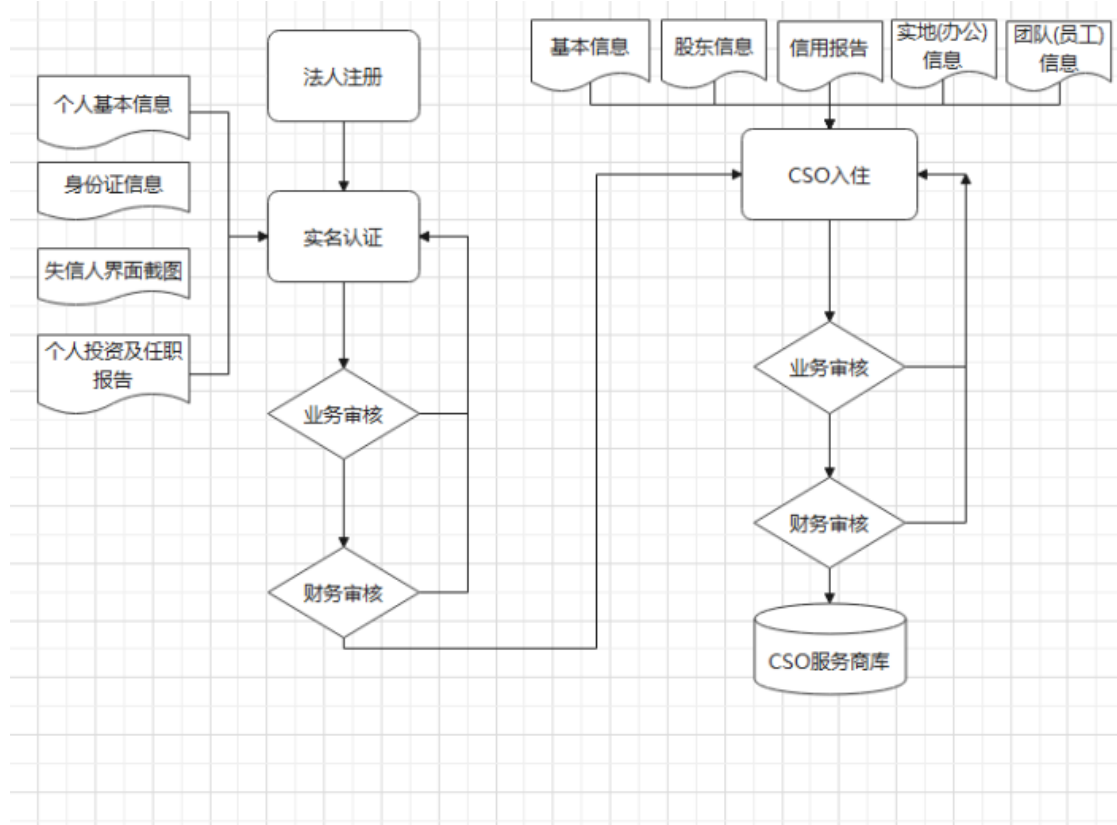 法人注册
个人基本信息
身份证信息
失信人界面截图
个人投资及任职
报告
实名认证
业务审核
财务审核
基本信息
股东信息
信用报告
实地(办公)
信息
团队(员工)
信息
CSO入住
业务审核
财务审核
CSO服务商库